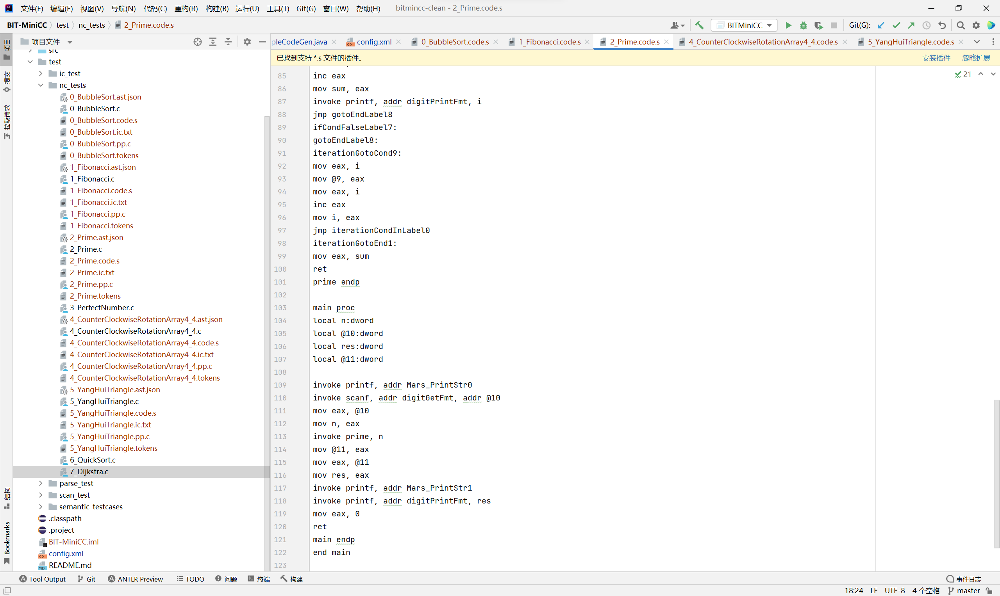 文件(F) 编辑(E) 视图(V) 导航(N) 代码(C) 重构(R) 构建(B) 运行(U) 工具(T) Git(G) 窗口(W) 帮助(H) bitmincc-clean - 2_Prime.code.s
BIT-MiniCC test nc_tests 2_Prime.code.s BITMiniCC Git(G):
项目文件
pleCodeGen.java config.xml 0_BubbleSort.code.s 1_Fibonacci.code.s 2_Prime.code.s 4_CounterClockwiseRotationArray4_4.code.s 5_YangHuiTriangle.code.s
已找到支持 *.s 文件的插件。 安装插件 忽略扩展
21
项目
提交
拉取请求
结构
Bookmarks
src
test
ic_test
nc_tests
0_BubbleSort.ast.json
0_BubbleSort.c
0_BubbleSort.code.s
0_BubbleSort.ic.txt
0_BubbleSort.pp.c
0_BubbleSort.tokens
1_Fibonacci.ast.json
1_Fibonacci.c
1_Fibonacci.code.s
1_Fibonacci.ic.txt
1_Fibonacci.pp.c
1_Fibonacci.tokens
2_Prime.ast.json
2_Prime.c
2_Prime.code.s
2_Prime.ic.txt
2_Prime.pp.c
2_Prime.tokens
3_PerfectNumber.c
4_CounterClockwiseRotationArray4_4.ast.json
4_CounterClockwiseRotationArray4_4.c
4_CounterClockwiseRotationArray4_4.code.s
4_CounterClockwiseRotationArray4_4.ic.txt
4_CounterClockwiseRotationArray4_4.pp.c
4_CounterClockwiseRotationArray4_4.tokens
5_YangHuiTriangle.ast.json
5_YangHuiTriangle.c
5_YangHuiTriangle.code.s
5_YangHuiTriangle.ic.txt
5_YangHuiTriangle.pp.c
5_YangHuiTriangle.tokens
6_QuickSort.c
7_Dijkstra.c
parse_test
scan_test
semantic_testcases
.classpath
.project
BIT-MiniCC.iml
config.xml
README.md
85 inc eax
86 mov sum, eax
87 invoke printf, addr digitPrintFmt, i
88 jmp gotoEndLabel8
89 ifCondFalseLabel7:
90 gotoEndLabel8:
91 iterationGotoCond9:
92 mov eax, i
93 mov @9, eax
94 mov eax, i
95 inc eax
96 mov i, eax
97 jmp iterationCondInLabel0
98 iterationGotoEnd1:
99 mov eax, sum
100 ret
101 prime endp
102
103 main proc
104 local n:dword
105 local @10:dword
106 local res:dword
107 local @11:dword
108
109 invoke printf, addr Mars_PrintStr0
110 invoke scanf, addr digitGetFmt, addr @10
111 mov eax, @10
112 mov n, eax
113 invoke prime, n
114 mov @11, eax
115 mov eax, @11
116 mov res, eax
117 invoke printf, addr Mars_PrintStr1
118 invoke printf, addr digitPrintFmt, res
119 mov eax, 0
120 ret
121 main endp
122 end main
123
Tool Output Git ANTLR Preview TODO 问题 终端 构建 事件日志
18:24 LF UTF-8 4 个空格 master